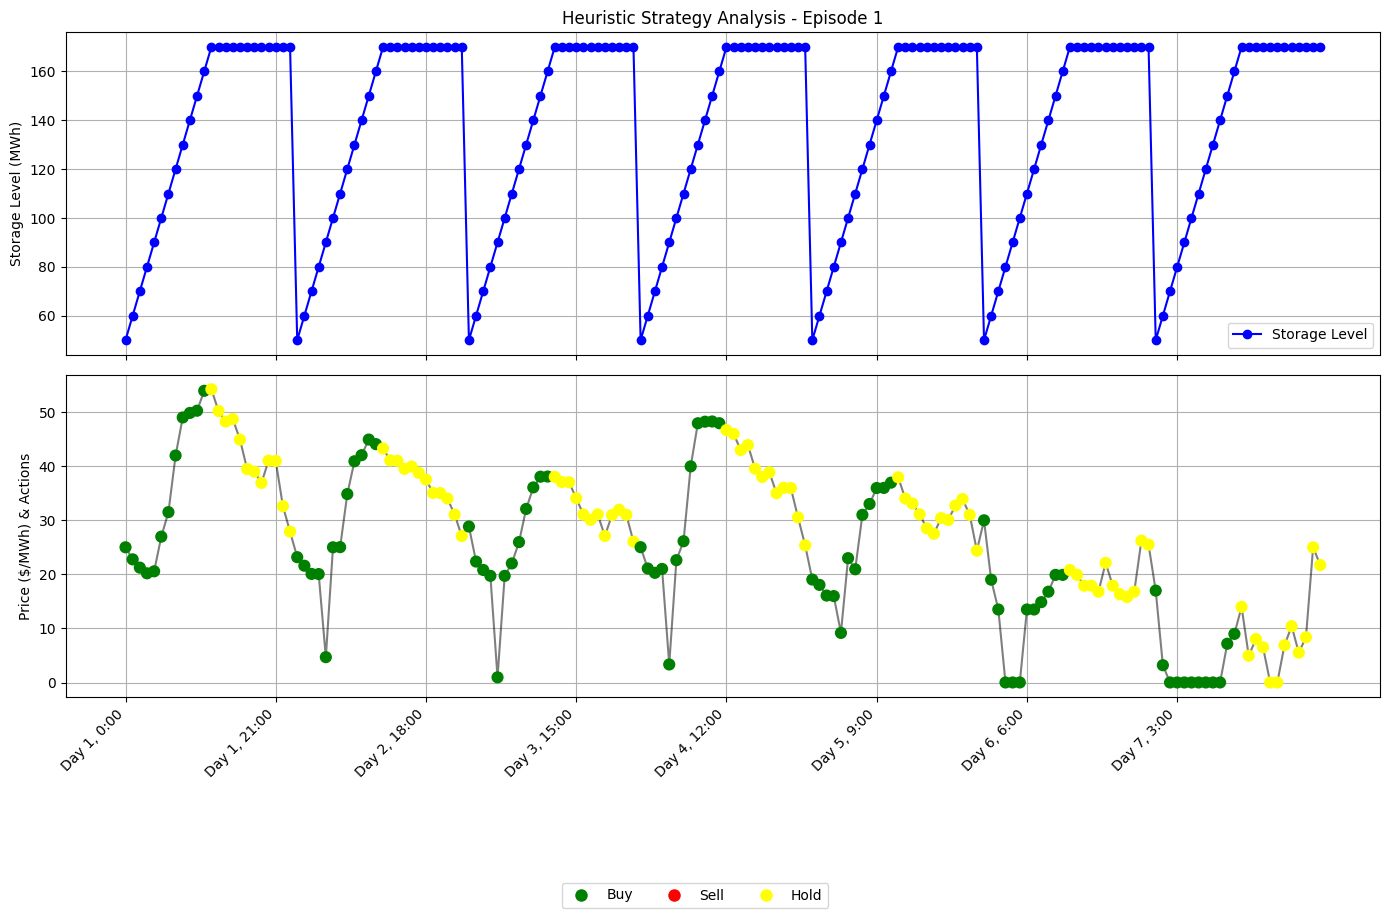 Heuristic Strategy Analysis - Episode 1
Storage Level (MWh)
160
140
120
100
80
60
Storage Level
Price ($/MWh) & Actions
50
40
30
20
10
0
Day 1, 0:00
Day 1, 21:00
Day 2, 18:00
Day 3, 15:00
Day 4, 12:00
Day 5, 9:00
Day 6, 6:00
Day 7, 3:00
Buy
Sell
Hold